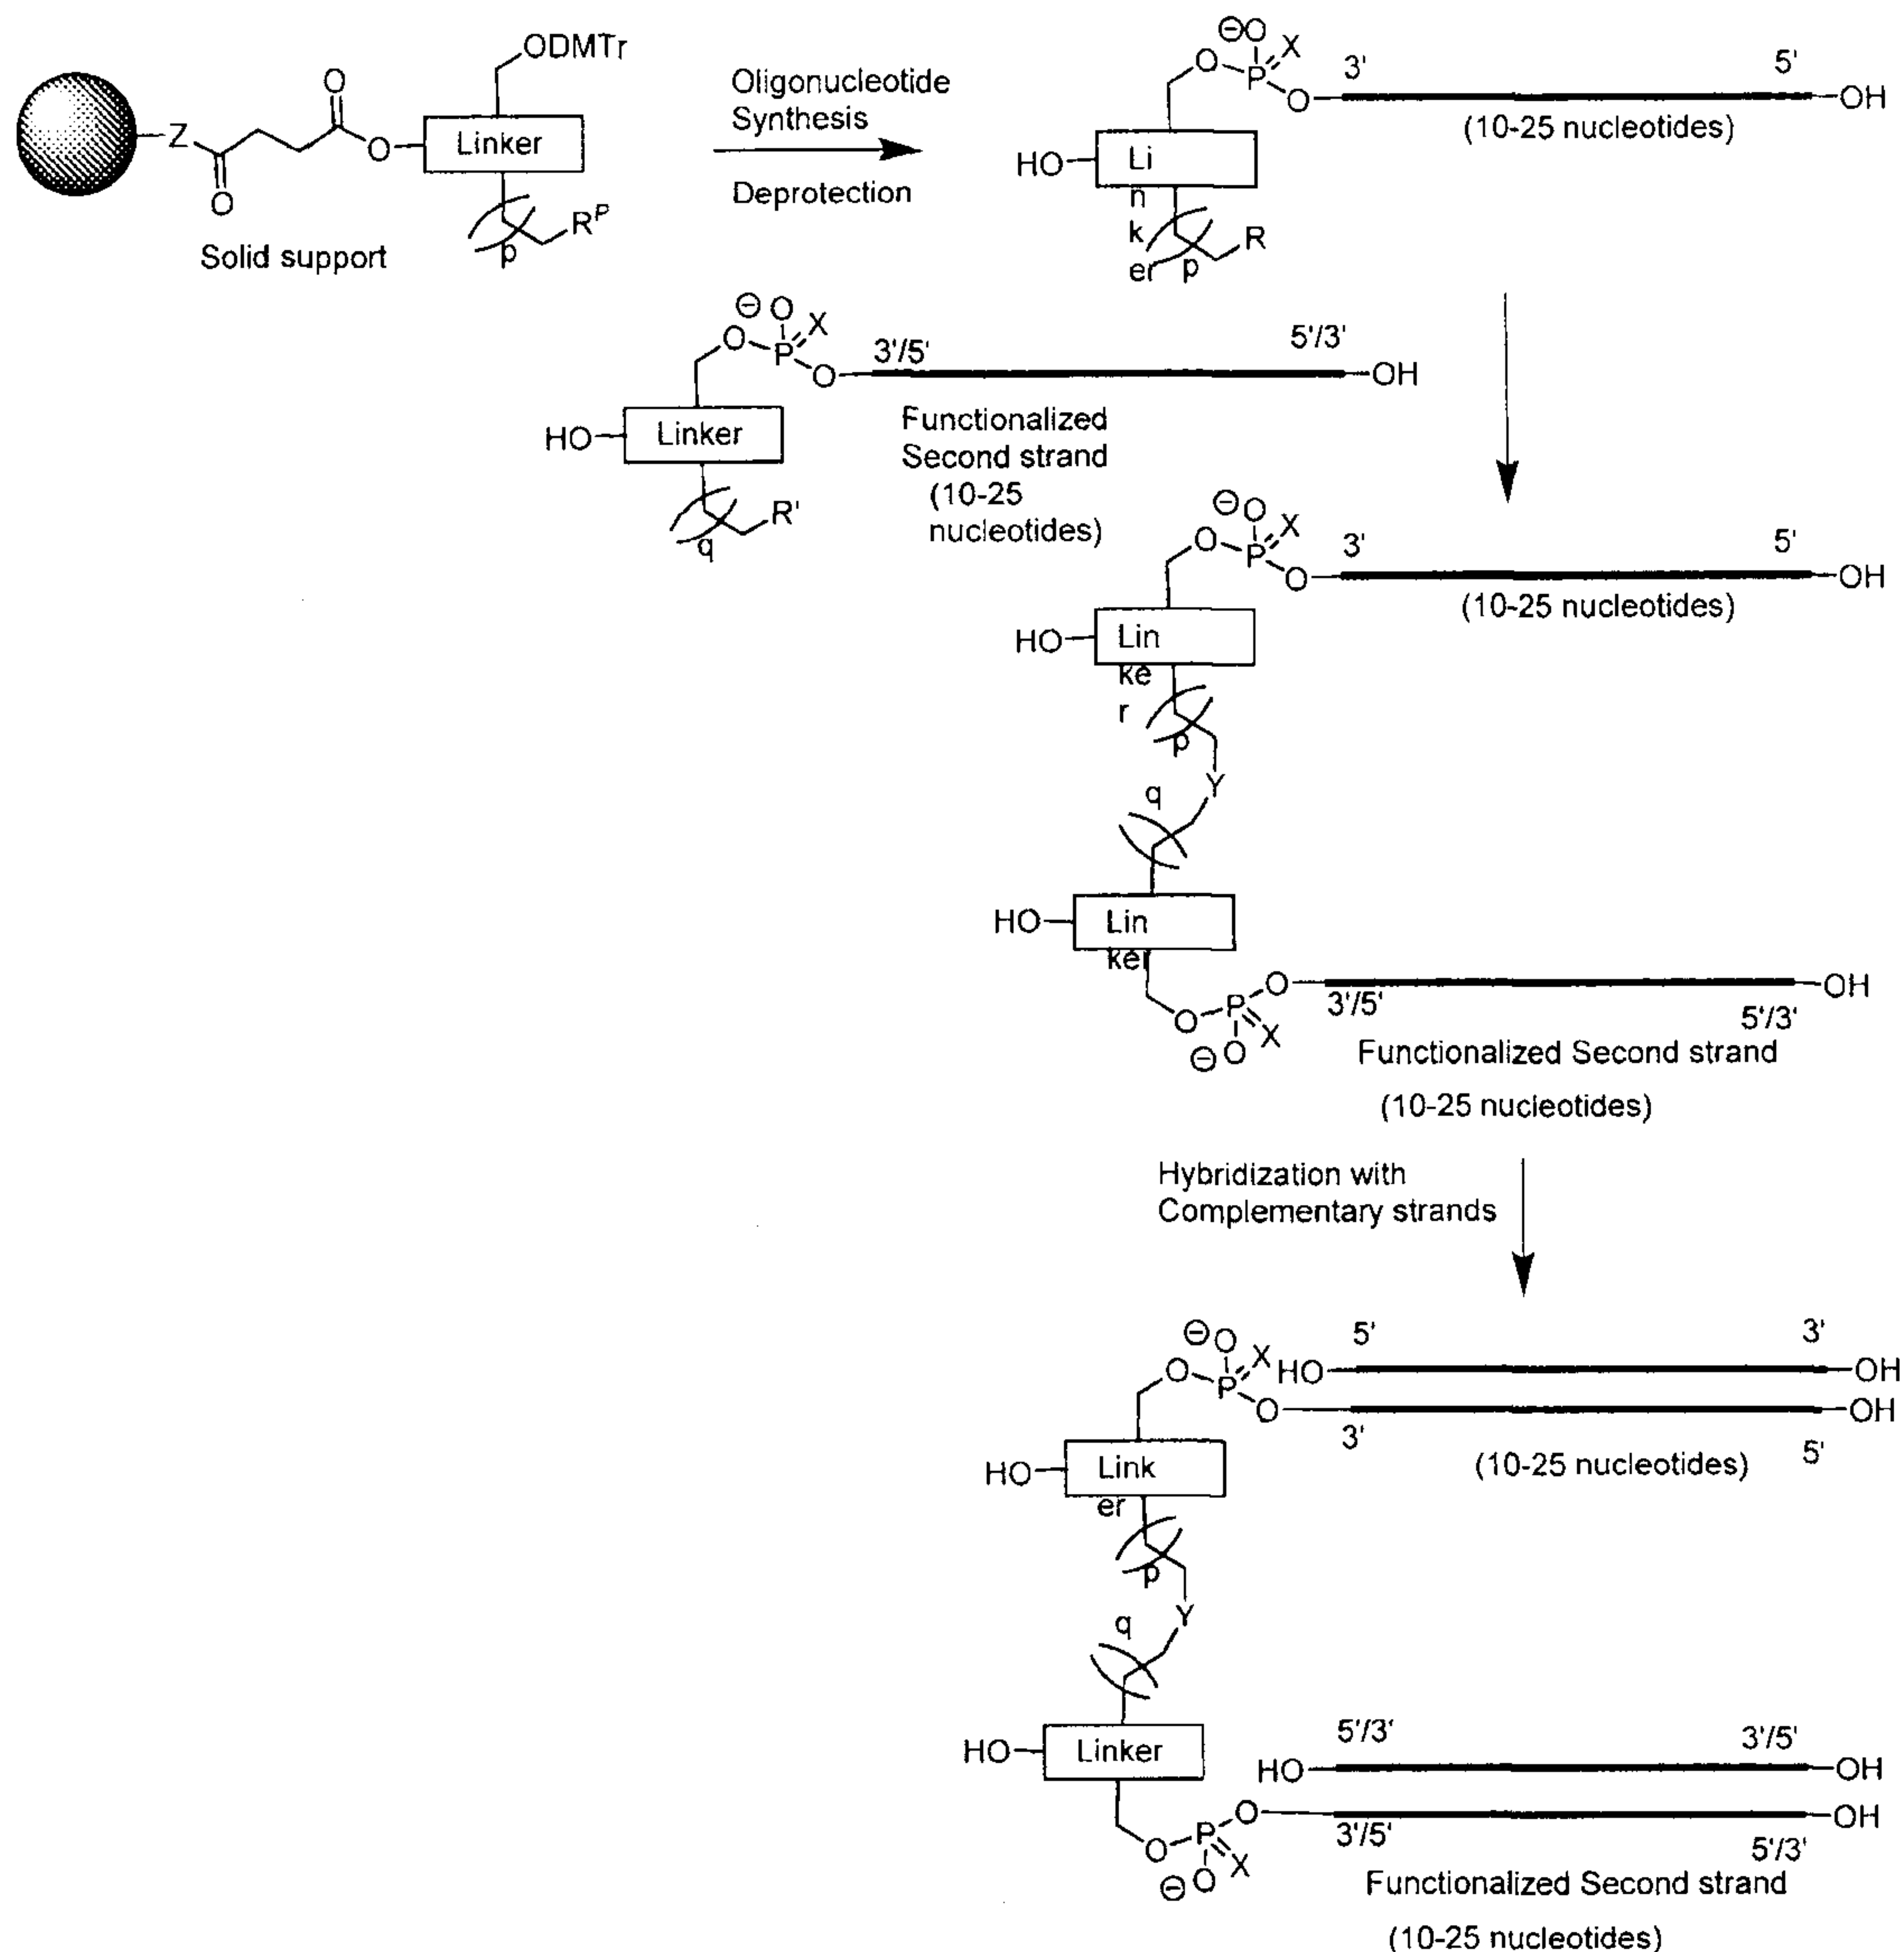 ODMTr
Oligonucleotide
Synthesis
Deprotection
Z
O
O
O
Linker
p
R^P
Solid support
⊖O
X
O
P
O
3'
5'
OH
(10-25 nucleotides)
HO
Li
n
k
er
p
R
⊖ O
X
O
P
O
3'/5'
5'/3'
OH
HO
Linker
Functionalized
Second strand
(10-25
nucleotides)
q
R'
⊖O
X
O
P
O
3'
5'
OH
(10-25 nucleotides)
HO
Lin
ke
r
p
Y
q
HO
Lin
ker
O
P
O
X
⊖O
3'/5'
5'/3'
OH
Functionalized Second strand
(10-25 nucleotides)
Hybridization with
Complementary strands
⊖O
X
O
P
O
HO
5'
3'
OH
OH
3'
5'
(10-25 nucleotides)
HO
Link
er
p
Y
q
HO
Linker
5'/3'
3'/5'
HO
OH
O
P
O
X
⊖O
OH
3'/5'
5'/3'
Functionalized Second strand
(10-25 nucleotides)